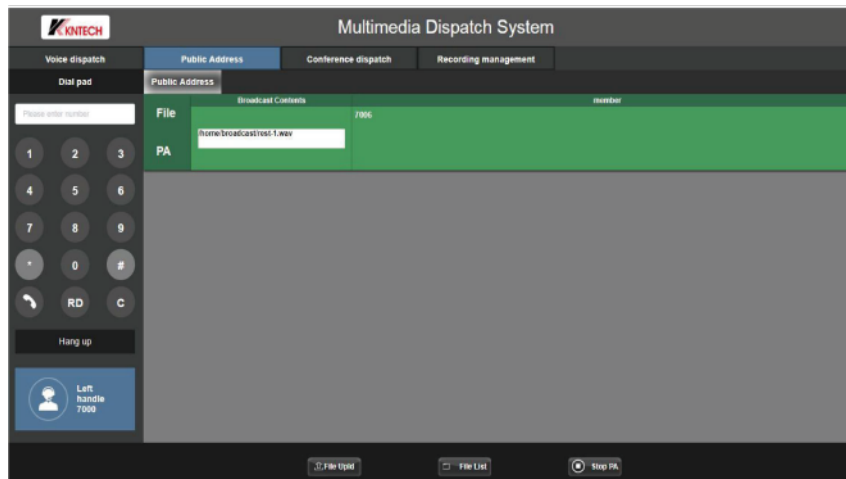 KNTECH
Multimedia Dispatch System
Voice dispatch
Public Address
Conference dispatch
Recording management
Dial pad
Public Address
Please enter number
Broadcast Contents
member
File
7006
/home/broadcast/rest-1.wav
PA
1 2 3
4 5 6
7 8 9
* 0 #
RD C
Hang up
Left
handle
7000
File Upld
File List
Stop PA